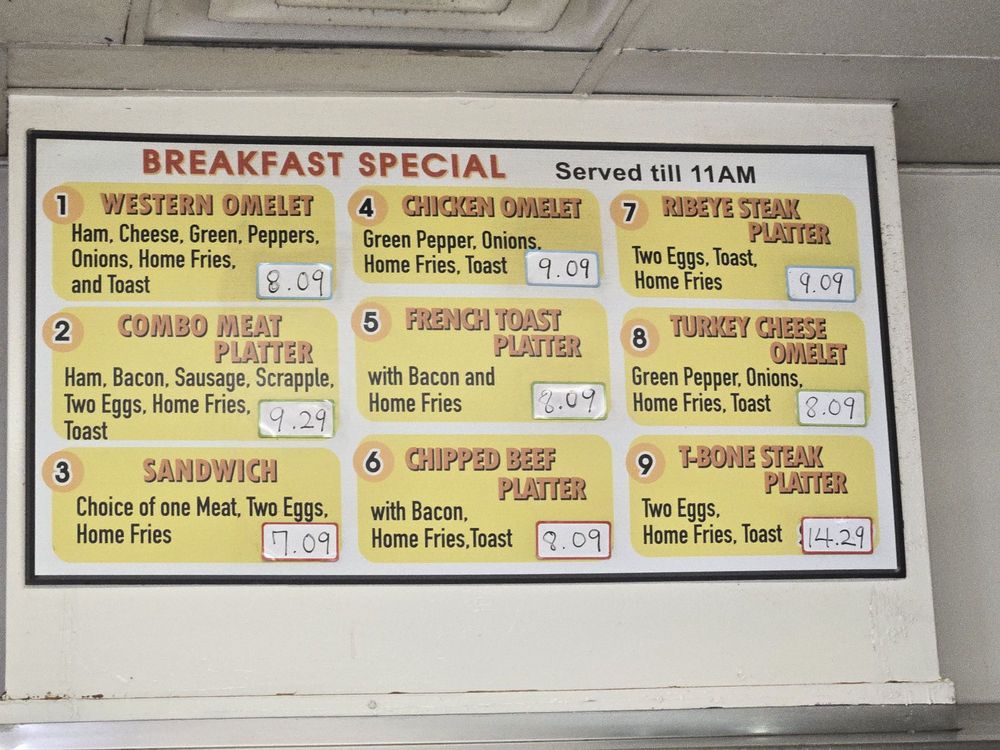 BREAKFAST SPECIAL Served till 11AM
1 WESTERN OMELET
Ham, Cheese, Green, Peppers,
Onions, Home Fries,
and Toast 8.09
2 COMBO MEAT
PLATTER
Ham, Bacon, Sausage, Scrapple,
Two Eggs, Home Fries,
Toast 9.29
3 SANDWICH
Choice of one Meat, Two Eggs,
Home Fries 7.09
4 CHICKEN OMELET
Green Pepper, Onions,
Home Fries, Toast 9.09
5 FRENCH TOAST
PLATTER
with Bacon and
Home Fries 8.09
6 CHIPPED BEEF
PLATTER
with Bacon,
Home Fries,Toast 8.09
7 RIBEYE STEAK
PLATTER
Two Eggs, Toast,
Home Fries 9.09
8 TURKEY CHEESE
OMELET
Green Pepper, Onions,
Home Fries, Toast 8.09
9 T-BONE STEAK
PLATTER
Two Eggs,
Home Fries, Toast 14.29